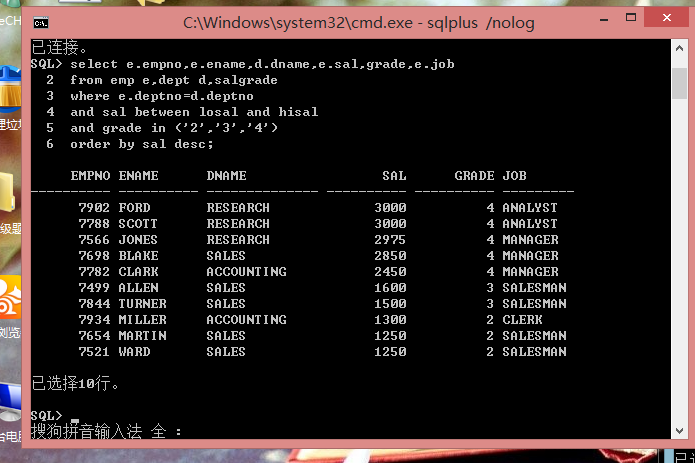 C:\Windows\system32\cmd.exe - sqlplus  /nolog
已连接。
SQL> select e.empno,e.ename,d.dname,e.sal,grade,e.job
  2  from emp e,dept d,salgrade
  3  where e.deptno=d.deptno
  4  and sal between losal and hisal
  5  and grade in ('2','3','4')
  6  order by sal desc;
     EMPNO ENAME      DNAME                 SAL      GRADE JOB
---------- ---------- -------------- ---------- ---------- ---------
      7902 FORD       RESEARCH             3000          4 ANALYST
      7788 SCOTT      RESEARCH             3000          4 ANALYST
      7566 JONES      RESEARCH             2975          4 MANAGER
      7698 BLAKE      SALES                2850          4 MANAGER
      7782 CLARK      ACCOUNTING           2450          4 MANAGER
      7499 ALLEN      SALES                1600          3 SALESMAN
      7844 TURNER     SALES                1500          3 SALESMAN
      7934 MILLER     ACCOUNTING           1300          2 CLERK
      7654 MARTIN     SALES                1250          2 SALESMAN
      7521 WARD       SALES                1250          2 SALESMAN
已选择10行。
SQL> _
搜狗拼音输入法 全 :